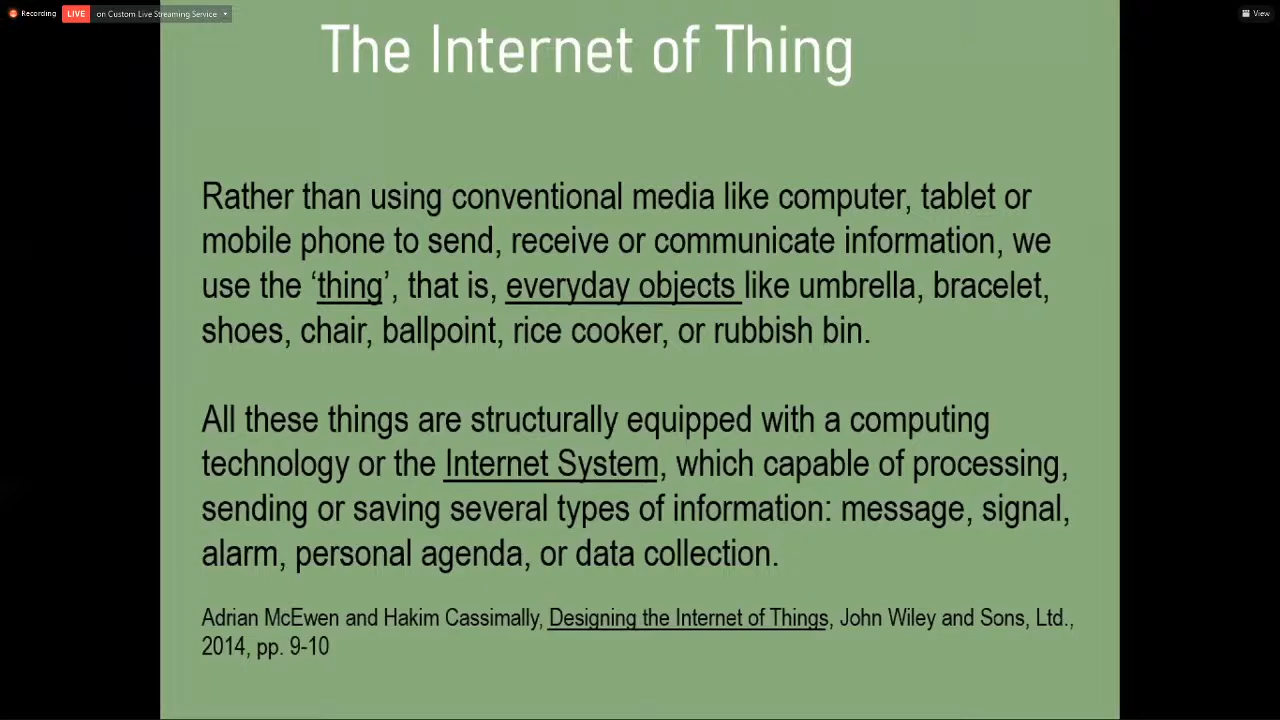 Recording LIVE on Custom Live Streaming Service View
The Internet of Thing
Rather than using conventional media like computer, tablet or
mobile phone to send, receive or communicate information, we
use the ‘thing’, that is, everyday objects like umbrella, bracelet,
shoes, chair, ballpoint, rice cooker, or rubbish bin.
All these things are structurally equipped with a computing
technology or the Internet System, which capable of processing,
sending or saving several types of information: message, signal,
alarm, personal agenda, or data collection.
Adrian McEwen and Hakim Cassimally, Designing the Internet of Things, John Wiley and Sons, Ltd.,
2014, pp. 9-10